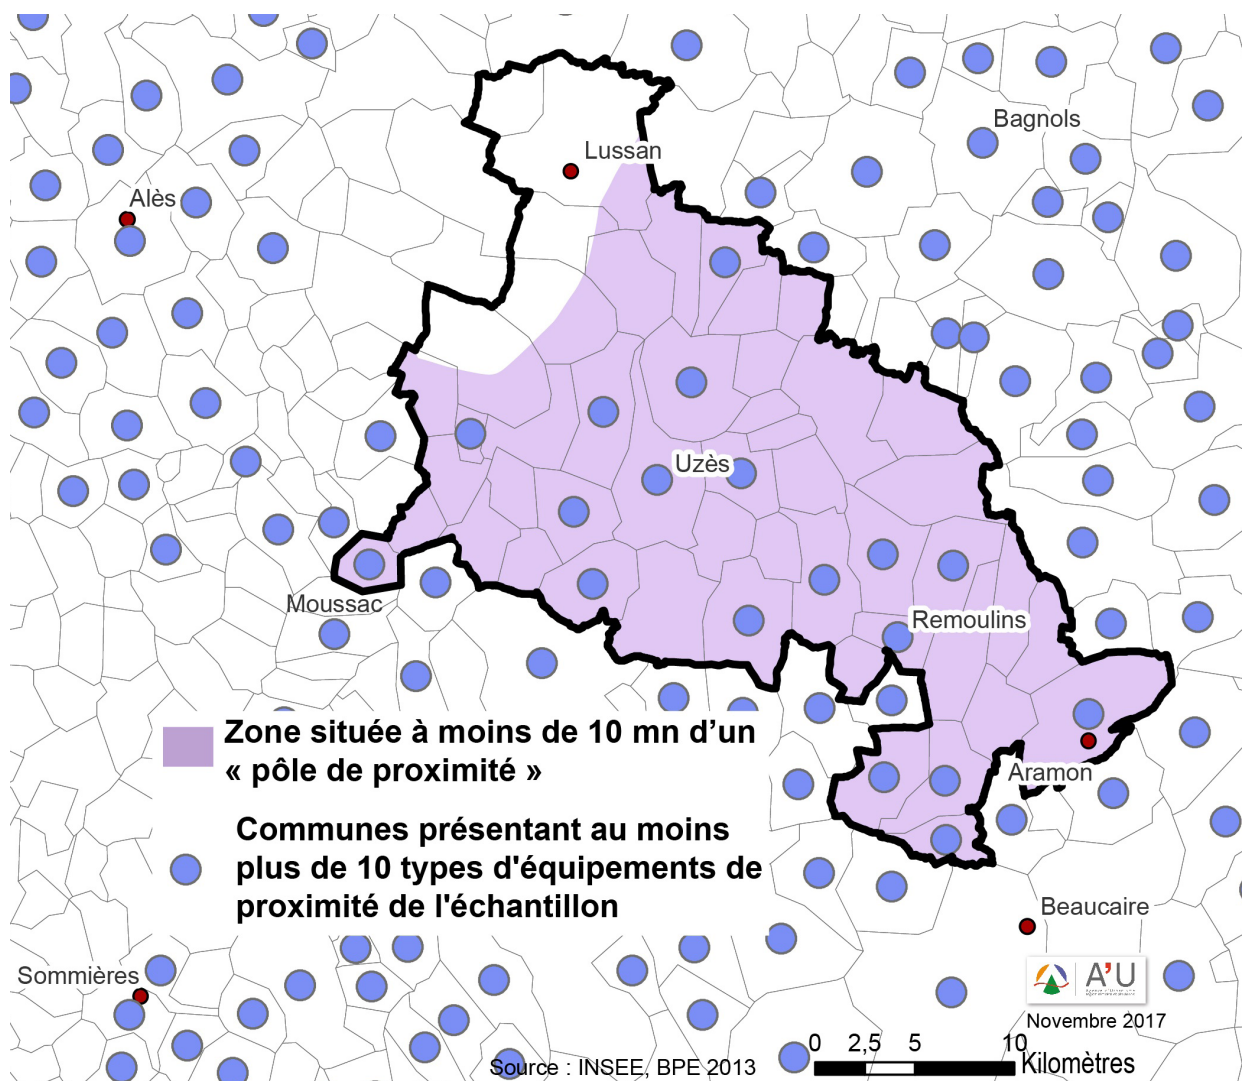 Bagnols
Lussan
Alès
Uzès
Moussac
Remoulins
Zone située à moins de 10 mn d’un
« pôle de proximité »
Aramon
Communes présentant au moins
plus de 10 types d'équipements de
proximité de l'échantillon
Beaucaire
Sommières
A'U
Novembre 2017
0 2,5 5 10
Kilomètres
Source : INSEE, BPE 2013